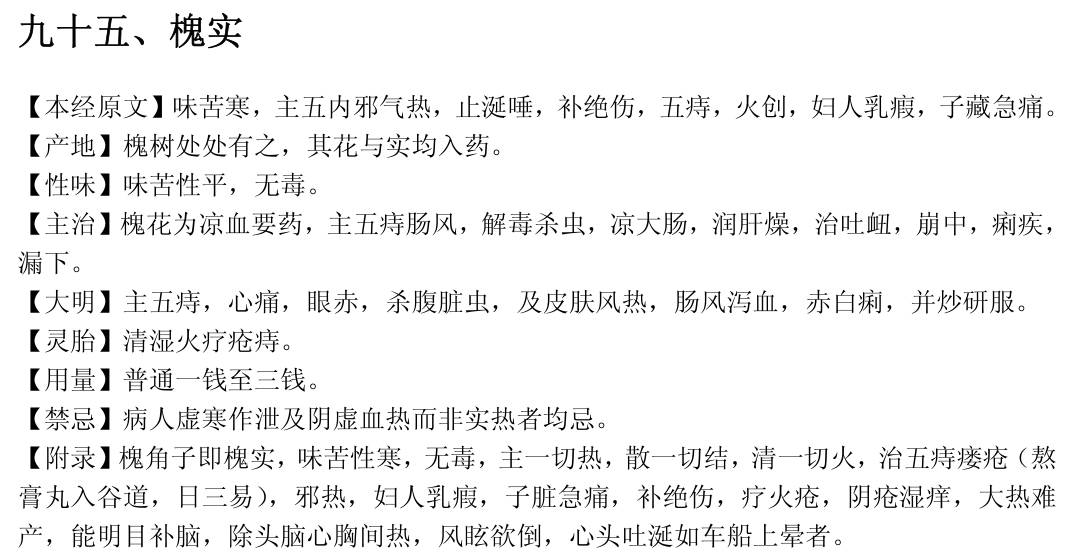 九十五、槐实
【本经原文】味苦寒，主五内邪气热，止涎唾，补绝伤，五痔，火创，妇人乳瘕，子藏急痛。
【产地】槐树处处有之，其花与实均入药。
【性味】味苦性平，无毒。
【主治】槐花为凉血要药，主五痔肠风，解毒杀虫，凉大肠，润肝燥，治吐衄，崩中，痢疾，
漏下。
【大明】主五痔，心痛，眼赤，杀腹脏虫，及皮肤风热，肠风泻血，赤白痢，并炒研服。
【灵胎】清湿火疗疮痔。
【用量】普通一钱至三钱。
【禁忌】病人虚寒作泄及阴虚血热而非实热者均忌。
【附录】槐角子即槐实，味苦性寒，无毒，主一切热，散一切结，清一切火，治五痔瘘疮（熬
膏丸入谷道，日三易），邪热，妇人乳瘕，子脏急痛，补绝伤，疗火疮，阴疮湿痒，大热难
产，能明目补脑，除头脑心胸间热，风眩欲倒，心头吐涎如车船上晕者。